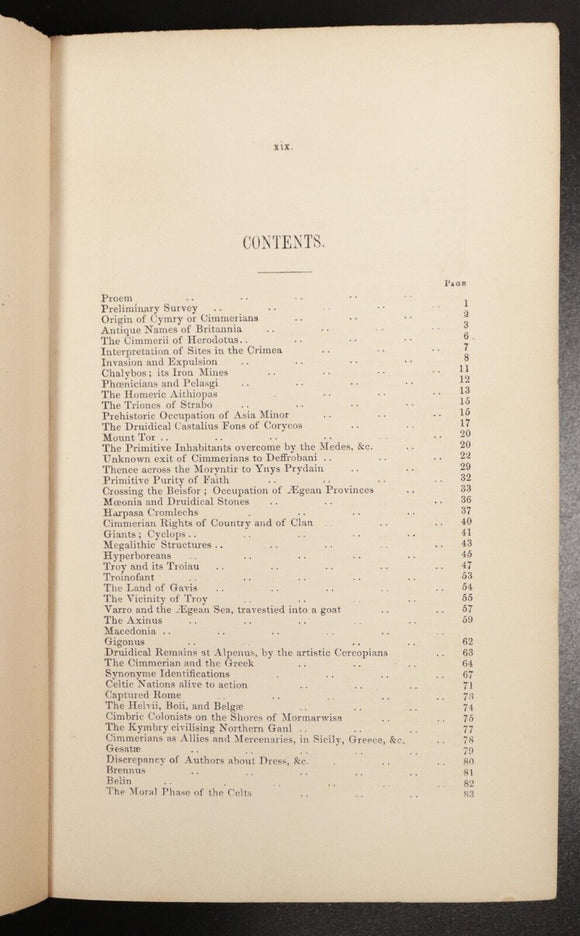 xix.
CONTENTS.
PAGE
Proem .. .. .. .. ..
Preliminary Survey .. .. .. .. .. 1
Origin of Cymry or Cimmerians .. .. .. 2
Antique Names of Britannia .. .. .. .. 3
The Cimmerii of Herodotus.. .. .. .. 6
Interpretation of Sites in the Crimea .. .. .. 7
Invasion and Expulsion .. .. .. .. 8
Chalybos; its Iron Mines .. .. .. .. 11
Phœnicians and Pelasgi .. .. .. .. 12
The Homeric Aithiopas .. .. .. .. 13
The Triones of Strabo .. .. .. .. 15
Prehistoric Occupation of Asia Minor .. .. .. 15
The Druidical Castalius Fons of Corycos .. .. 17
Mount Tor .. .. .. .. .. .. 20
The Primitive Inhabitants overcome by the Medes, &c. .. 20
Unknown exit of Cimmerians to Deffrobani .. .. .. 22
Thence across the Moryntir to Ynys Prydain .. .. 29
Primitive Purity of Faith .. .. .. .. 32
Crossing the Beisfor; Occupation of Ægean Provinces .. 33
Mœonia and Druidical Stones .. .. .. .. 36
Harpasa Cromlechs .. .. .. .. 37
Cimmerian Rights of Country and of Clan .. .. .. 40
Giants; Cyclops .. .. .. .. .. 41
Megalithic Structures .. .. .. .. .. 43
Hyperboreans .. .. .. .. .. 45
Troy and its Troiau .. .. .. .. .. 47
Troinofant .. .. .. .. .. 53
The Land of Gavis .. .. .. .. .. 54
The Vicinity of Troy .. .. .. .. 55
Varro and the Ægean Sea, travestied into a goat .. .. 57
The Axinus .. .. .. .. .. 59
Macedonia .. .. .. .. .. ..
Gigonus .. .. .. .. .. 62
Druidical Remains at Alpenus, by the artistic Cercopians .. 63
The Cimmerian and the Greek .. .. .. 64
Synonyme Identifications .. .. .. .. 67
Celtic Nations alive to action .. .. .. 71
Captured Rome .. .. .. .. .. 73
The Helvii, Boii, and Belgæ .. .. .. 74
Cimbric Colonists on the Shores of Mormarwisa .. .. 75
The Kymbry civilising Northern Gaul .. .. .. 77
Cimmerians as Allies and Mercenaries, in Sicily, Greece, &c. .. 78
Gesatæ .. .. .. .. .. 79
Discrepancy of Authors about Dress, &c. .. .. .. 80
Brennus .. .. .. .. .. 81
Belin .. .. .. .. .. .. 82
The Moral Phase of the Celts .. .. .. 83